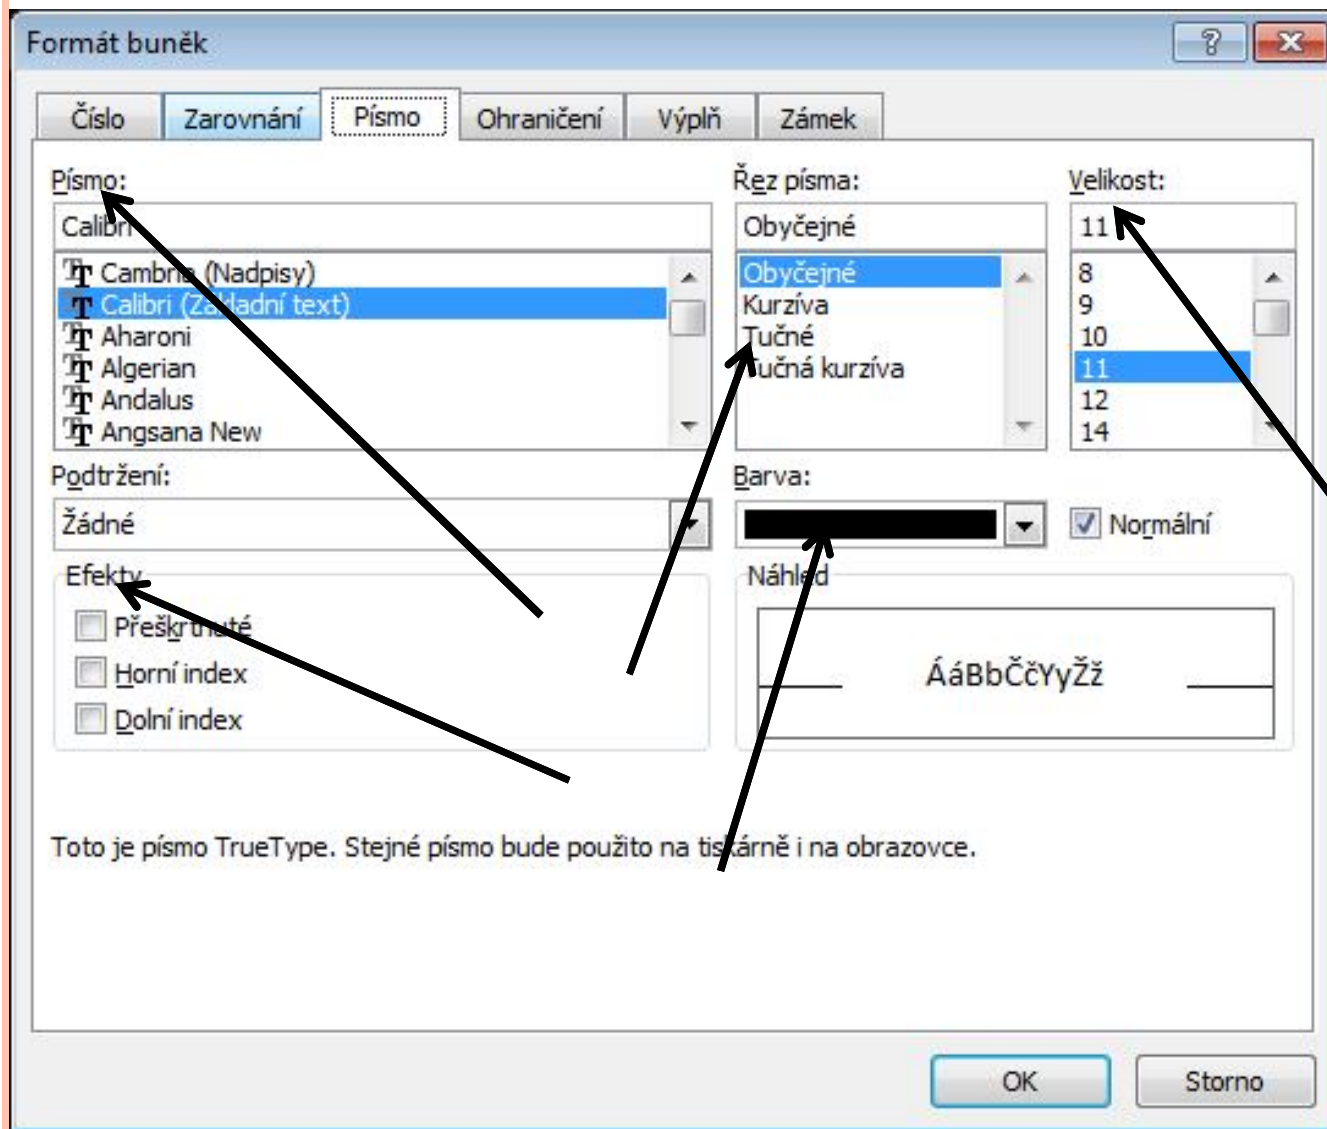 Formát buněk
Číslo Zarovnání Písmo Ohraničení Výplň Zámek
Písmo: Řez písma: Velikost:
Calibri Obyčejné 11
Cambria (Nadpisy) Obyčejné 8
Calibri (Základní text) Kurzíva 9
Aharoni Tučné 10
Algerian Tučná kurzíva 11
Andalus 12
Angsana New 14
Podtržení: Barva:
Žádné Normální
Efekty Náhled
Přeškrtnuté
Horní index ÁáBbČčYyŽž
Dolní index
Toto je písmo TrueType. Stejné písmo bude použito na tiskárně i na obrazovce.
OK Storno